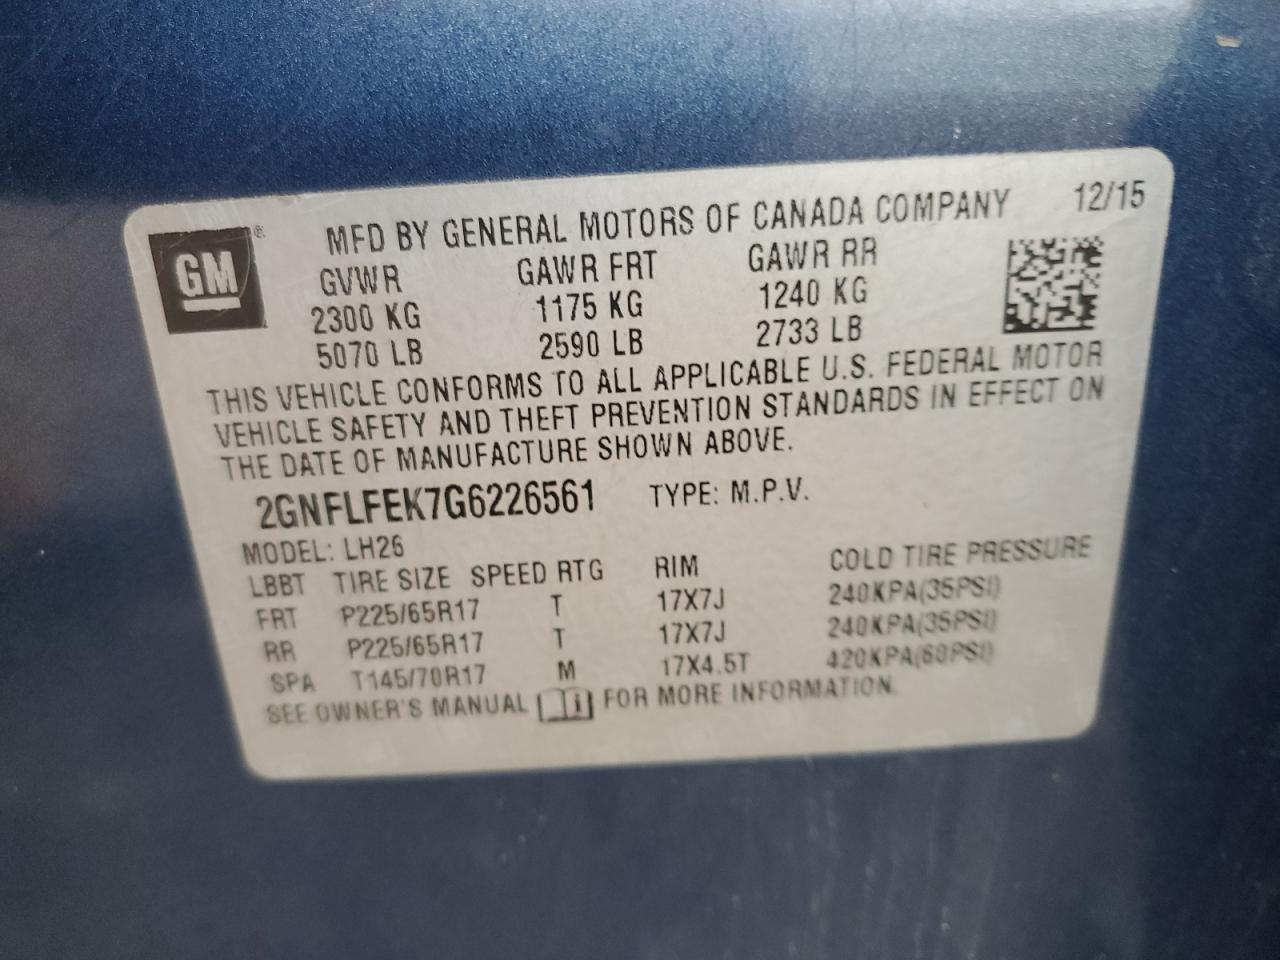 GM ®
MFD BY GENERAL MOTORS OF CANADA COMPANY 12/15
GVWR GAWR FRT GAWR RR
2300 KG 1175 KG 1240 KG
5070 LB 2590 LB 2733 LB
THIS VEHICLE CONFORMS TO ALL APPLICABLE U.S. FEDERAL MOTOR
VEHICLE SAFETY AND THEFT PREVENTION STANDARDS IN EFFECT ON
THE DATE OF MANUFACTURE SHOWN ABOVE.
2GNFLFEK7G6226561 TYPE: M.P.V.
MODEL: LH26
LBBT TIRE SIZE SPEED RTG RIM COLD TIRE PRESSURE
FRT P225/65R17 T 17X7J 240KPA(35PSI)
RR P225/65R17 T 17X7J 240KPA(35PSI)
SPA T145/70R17 M 17X4.5T 420KPA(60PSI)
SEE OWNER'S MANUAL i FOR MORE INFORMATION.